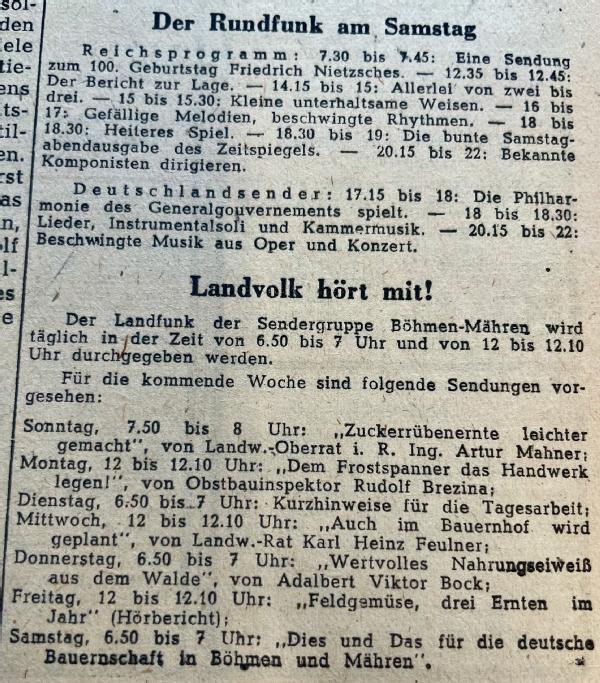 sol-
den
iele
tie-
ens
ts-
til-
en.
rst
as
n,
olf
l-
es
e
Der Rundfunk am Samstag
Reichsprogramm: 7.30 bis 7.45: Eine Sendung
zum 100. Geburtstag Friedrich Nietzsches. — 12.35 bis 12.45:
Der Bericht zur Lage. — 14.15 bis 15: Allerlei von zwei bis
drei. — 15 bis 15.30: Kleine unterhaltsame Weisen. — 16 bis
17: Gefällige Melodien, beschwingte Rhythmen. — 18 bis
18.30: Heiteres Spiel. — 18.30 bis 19: Die bunte Samstag-
abendausgabe des Zeitspiegels. — 20.15 bis 22: Bekannte
Komponisten dirigieren.
Deutschlandsender: 17.15 bis 18: Die Philhar-
monie des Generalgouvernements spielt. — 18 bis 18.30:
Lieder, Instrumentalsoli und Kammermusik. — 20.15 bis 22:
Beschwingte Musik aus Oper und Konzert.
Landvolk hört mit!
Der Landfunk der Sendergruppe Böhmen-Mähren wird
täglich in der Zeit von 6.50 bis 7 Uhr und von 12 bis 12.10
Uhr durchgegeben werden.
Für die kommende Woche sind folgende Sendungen vor-
gesehen:
Sonntag, 7.50 bis 8 Uhr: „Zuckerrübenernte leichter
gemacht", von Landw.-Oberrat i. R. Ing. Artur Mahner;
Montag, 12 bis 12.10 Uhr: „Dem Frostspanner das Handwerk
legen!", von Obstbauinspektor Rudolf Brezina;
Dienstag, 6.50 bis 7 Uhr: Kurzhinweise für die Tagesarbeit;
Mittwoch, 12 bis 12.10 Uhr: „Auch im Bauernhof wird
geplant", von Landw.-Rat Karl Heinz Feulner;
Donnerstag, 6.50 bis 7 Uhr: „Wertvolles Nahrungseiweiß
aus dem Walde", von Adalbert Viktor Bock;
Freitag, 12 bis 12.10 Uhr: „Feldgemüse, drei Ernten im
Jahr" (Hörbericht);
Samstag, 6.50 bis 7 Uhr: „Dies und Das für die deutsche
Bauernschaft in Böhmen und Mähren".